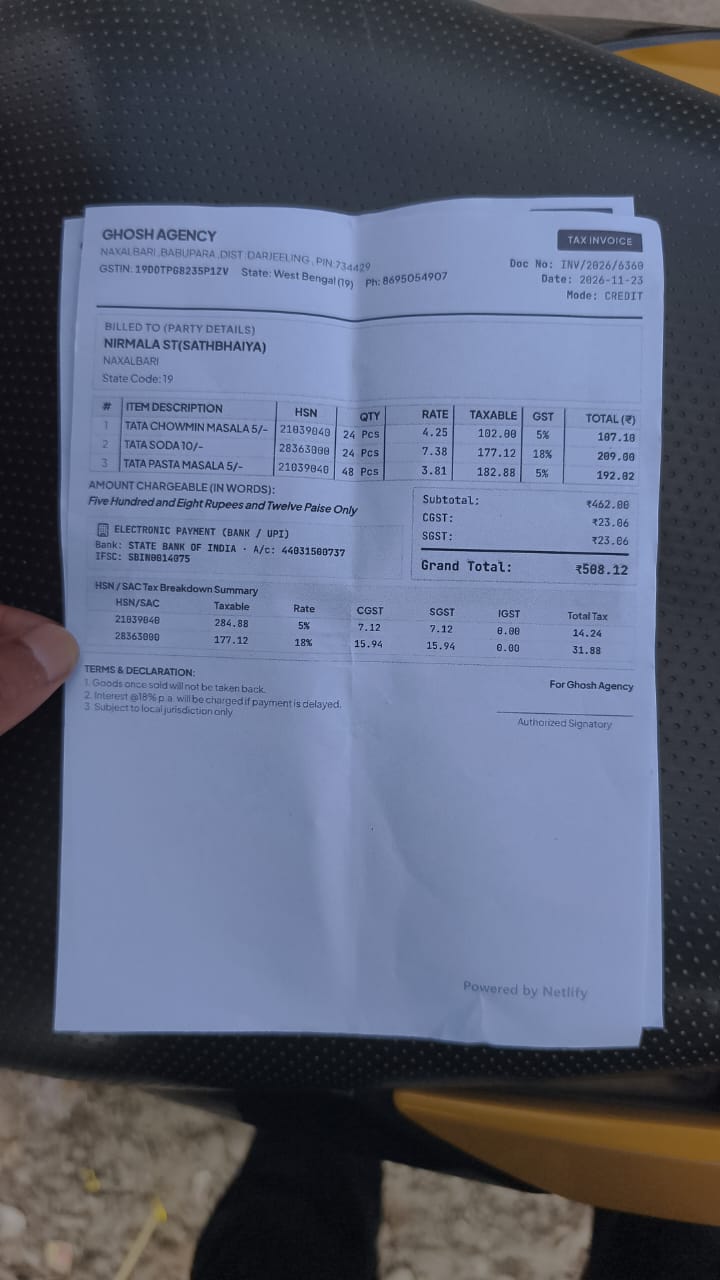 GHOSH AGENCY
NAXALBARI ,BABUPARA ,DIST :DARJEELING , PIN:734429
GSTIN: 19DDTPG8235P1ZV State: West Bengal (19) Ph: 8695054907
TAX INVOICE
Doc No: INV/2026/6360
Date: 2026-11-23
Mode: CREDIT
BILLED TO (PARTY DETAILS)
NIRMALA ST(SATHBHAIYA)
NAXALBARI
State Code: 19
# ITEM DESCRIPTION HSN QTY RATE TAXABLE GST TOTAL (₹)
1 TATA CHOWMIN MASALA 5/- 21039040 24 Pcs 4.25 102.00 5% 107.10
2 TATA SODA 10/- 28363000 24 Pcs 7.38 177.12 18% 209.00
3 TATA PASTA MASALA 5/- 21039040 48 Pcs 3.81 182.88 5% 192.02
AMOUNT CHARGEABLE (IN WORDS):
Five Hundred and Eight Rupees and Twelve Paise Only
ELECTRONIC PAYMENT (BANK / UPI)
Bank: STATE BANK OF INDIA · A/c: 44031500737
IFSC: SBIN0014075
Subtotal: ₹462.00
CGST: ₹23.06
SGST: ₹23.06
Grand Total: ₹508.12
HSN / SAC Tax Breakdown Summary
HSN/SAC Taxable Rate CGST SGST IGST Total Tax
21039040 284.88 5% 7.12 7.12 0.00 14.24
28363000 177.12 18% 15.94 15.94 0.00 31.88
TERMS & DECLARATION:
1. Goods once sold will not be taken back.
2. Interest @18% p.a. will be charged if payment is delayed.
3. Subject to local jurisdiction only
For Ghosh Agency
Authorized Signatory
Powered by Netlify